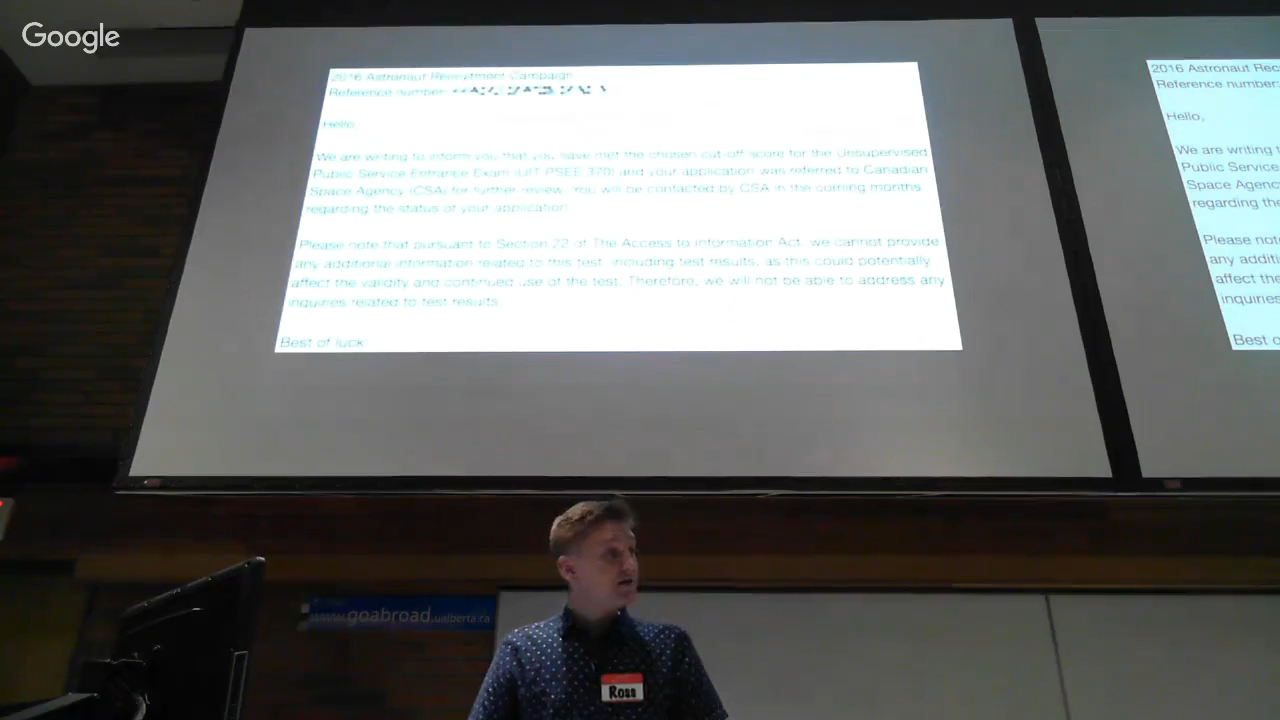 Google
2016 Astronaut Recruitment Campaign
Reference number:
Hello
We are writing to inform you that you have met the chosen cut-off score for the Unsupervised
Public Service Entrance Exam (UIT PSEE 370) and your application was referred to Canadian
Space Agency (CSA) for further review. You will be contacted by CSA in the coming months
regarding the status of your application.
Please note that pursuant to Section 22 of The Access to Information Act, we cannot provide
any additional information related to this test, including test results, as this could potentially
affect the validity and continued use of the test. Therefore, we will not be able to address any
inquiries related to test results.
Best of luck
2016 Astronaut Rec
Reference number:
Hello,
We are writing t
Public Service
Space Agenc
regarding the
Please not
any additi
affect the
inquiries
Best o
www.goabroad.ualberta.ca
Ross